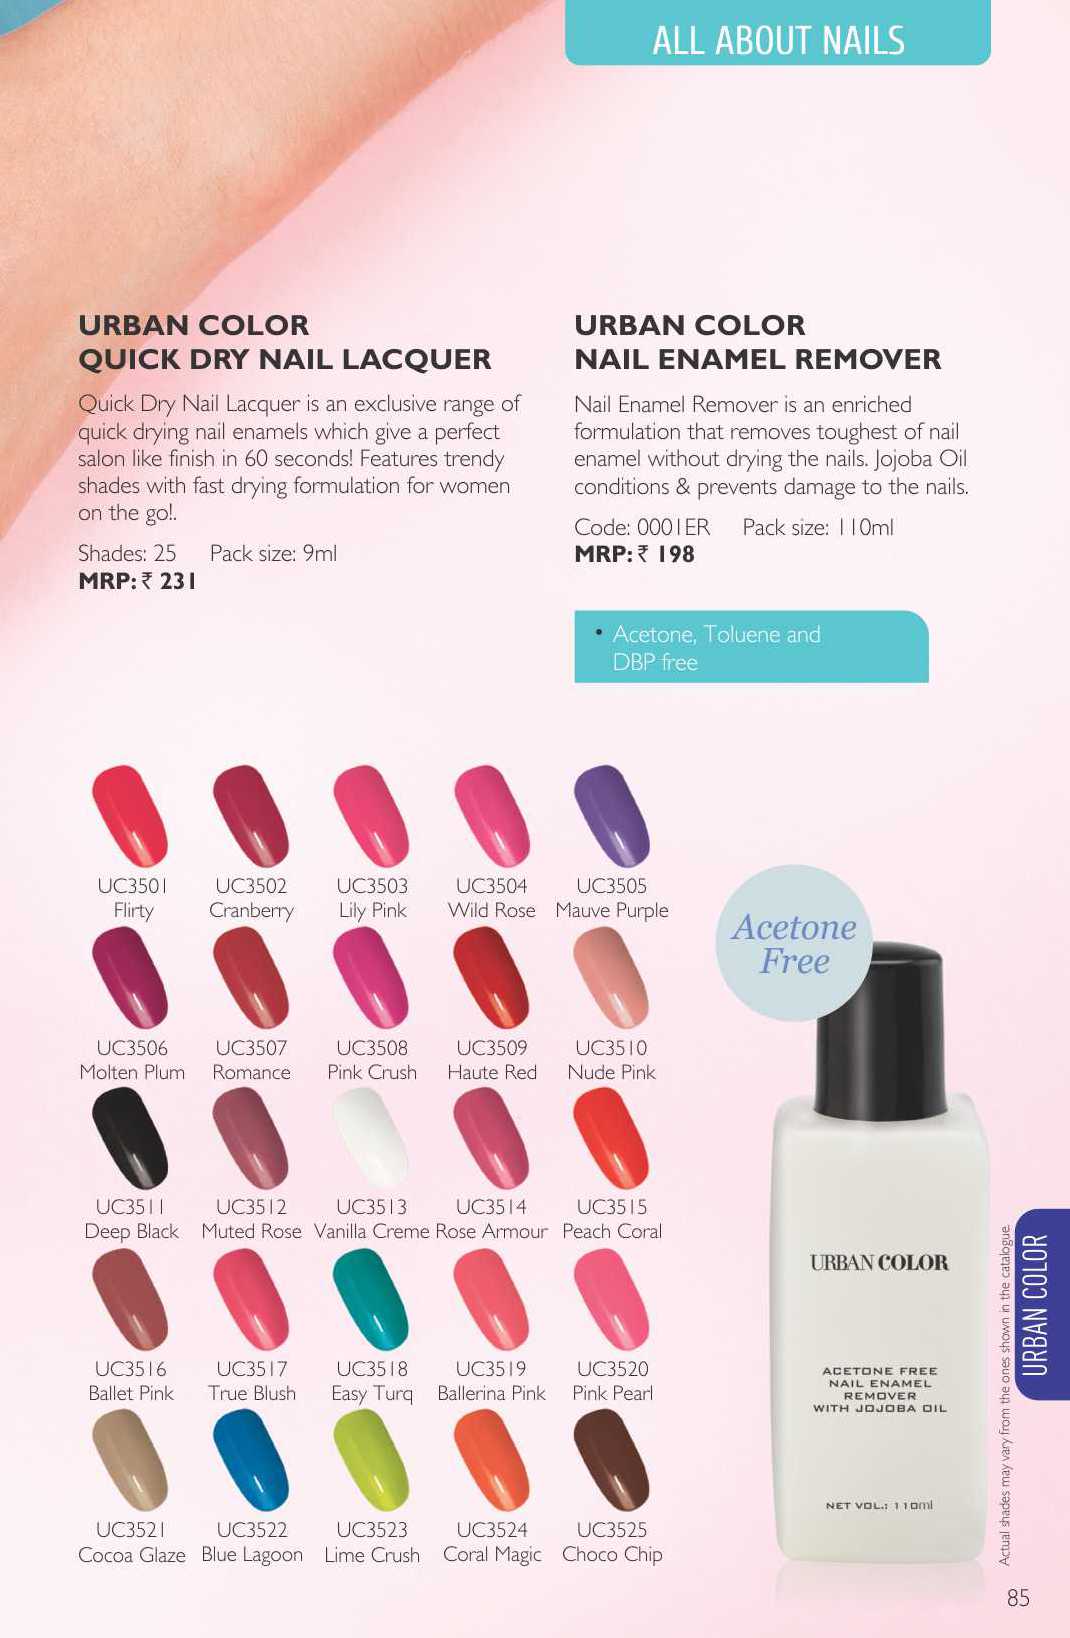 ALL ABOUT NAILS
URBAN COLOR
QUICK DRY NAIL LACQUER
Quick Dry Nail Lacquer is an exclusive range of
quick drying nail enamels which give a perfect
salon like finish in 60 seconds! Features trendy
shades with fast drying formulation for women
on the go!.
Shades: 25 Pack size: 9ml
MRP: ₹ 231
URBAN COLOR
NAIL ENAMEL REMOVER
Nail Enamel Remover is an enriched
formulation that removes toughest of nail
enamel without drying the nails. Jojoba Oil
conditions & prevents damage to the nails.
Code: 0001ER Pack size: 110ml
MRP: ₹ 198
• Acetone, Toluene and
DBP free
UC3501 UC3502 UC3503 UC3504 UC3505
Flirty Cranberry Lily Pink Wild Rose Mauve Purple
UC3506 UC3507 UC3508 UC3509 UC3510
Molten Plum Romance Pink Crush Haute Red Nude Pink
UC3511 UC3512 UC3513 UC3514 UC3515
Deep Black Muted Rose Vanilla Creme Rose Armour Peach Coral
UC3516 UC3517 UC3518 UC3519 UC3520
Ballet Pink True Blush Easy Turq Ballerina Pink Pink Pearl
UC3521 UC3522 UC3523 UC3524 UC3525
Cocoa Glaze Blue Lagoon Lime Crush Coral Magic Choco Chip
Acetone
Free
URBAN COLOR
ACETONE FREE
NAIL ENAMEL
REMOVER
WITH JOJOBA OIL
NET VOL.: 110ml
Actual shades may vary from the ones shown in the catalogue.
URBAN COLOR
85